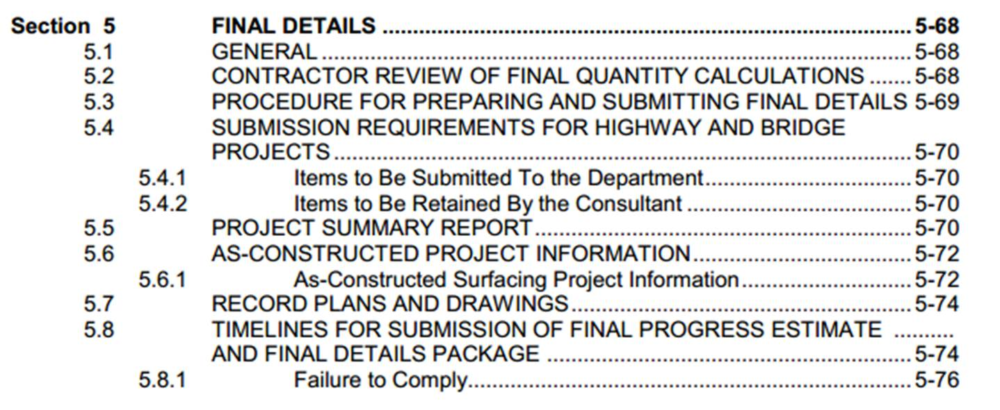 Section 5 FINAL DETAILS ........................................................................................ 5-68
5.1 GENERAL .................................................................................................. 5-68
5.2 CONTRACTOR REVIEW OF FINAL QUANTITY CALCULATIONS ....... 5-68
5.3 PROCEDURE FOR PREPARING AND SUBMITTING FINAL DETAILS 5-69
5.4 SUBMISSION REQUIREMENTS FOR HIGHWAY AND BRIDGE
PROJECTS ................................................................................................ 5-70
5.4.1 Items to Be Submitted To the Department.................................. 5-70
5.4.2 Items to Be Retained By the Consultant ..................................... 5-70
5.5 PROJECT SUMMARY REPORT............................................................... 5-70
5.6 AS-CONSTRUCTED PROJECT INFORMATION.................................... 5-72
5.6.1 As-Constructed Surfacing Project Information............................ 5-72
5.7 RECORD PLANS AND DRAWINGS........................................................ 5-74
5.8 TIMELINES FOR SUBMISSION OF FINAL PROGRESS ESTIMATE ..........
AND FINAL DETAILS PACKAGE ............................................................ 5-74
5.8.1 Failure to Comply......................................................................... 5-76